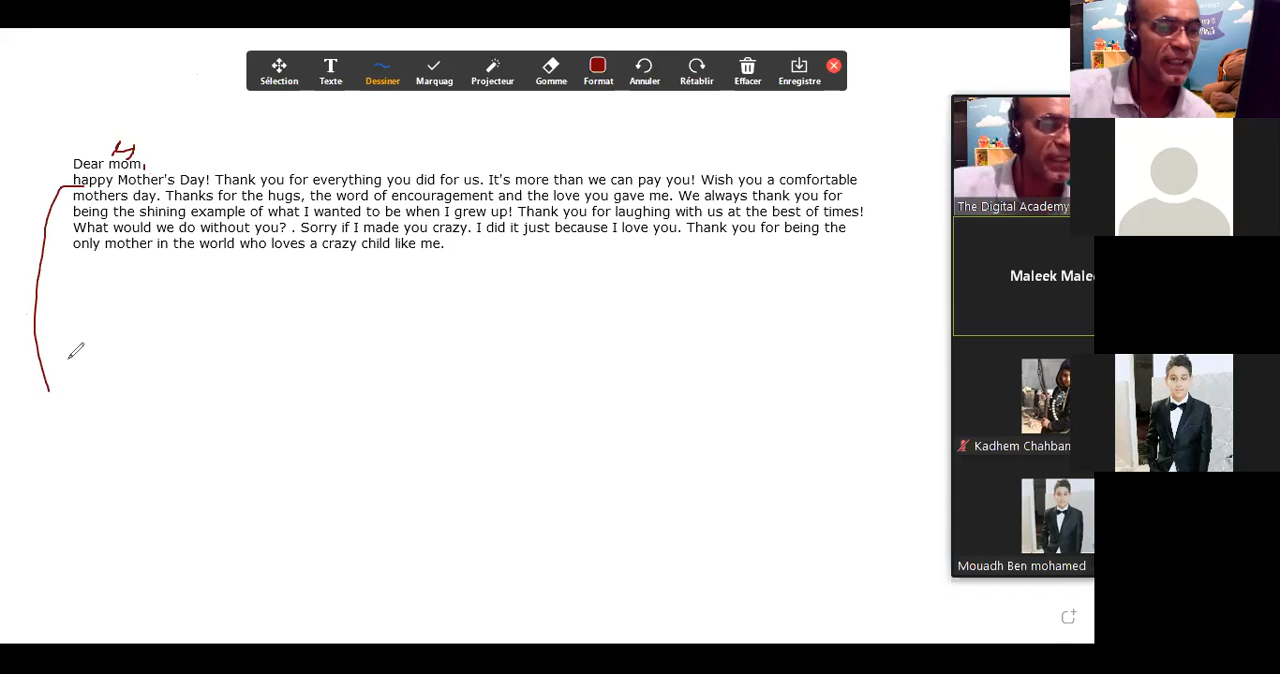 Sélection Texte Dessiner Marquag Projecteur Gomme Format Annuler Rétablir Effacer Enregistre
M
Dear mom,
happy Mother's Day! Thank you for everything you did for us. It's more than we can pay you! Wish you a comfortable
mothers day. Thanks for the hugs, the word of encouragement and the love you gave me. We always thank you for
being the shining example of what I wanted to be when I grew up! Thank you for laughing with us at the best of times!
What would we do without you? . Sorry if I made you crazy. I did it just because I love you. Thank you for being the
only mother in the world who loves a crazy child like me.
The Digital Academy
Maleek Malee
Kadhem Chahban
Mouadh Ben mohamed